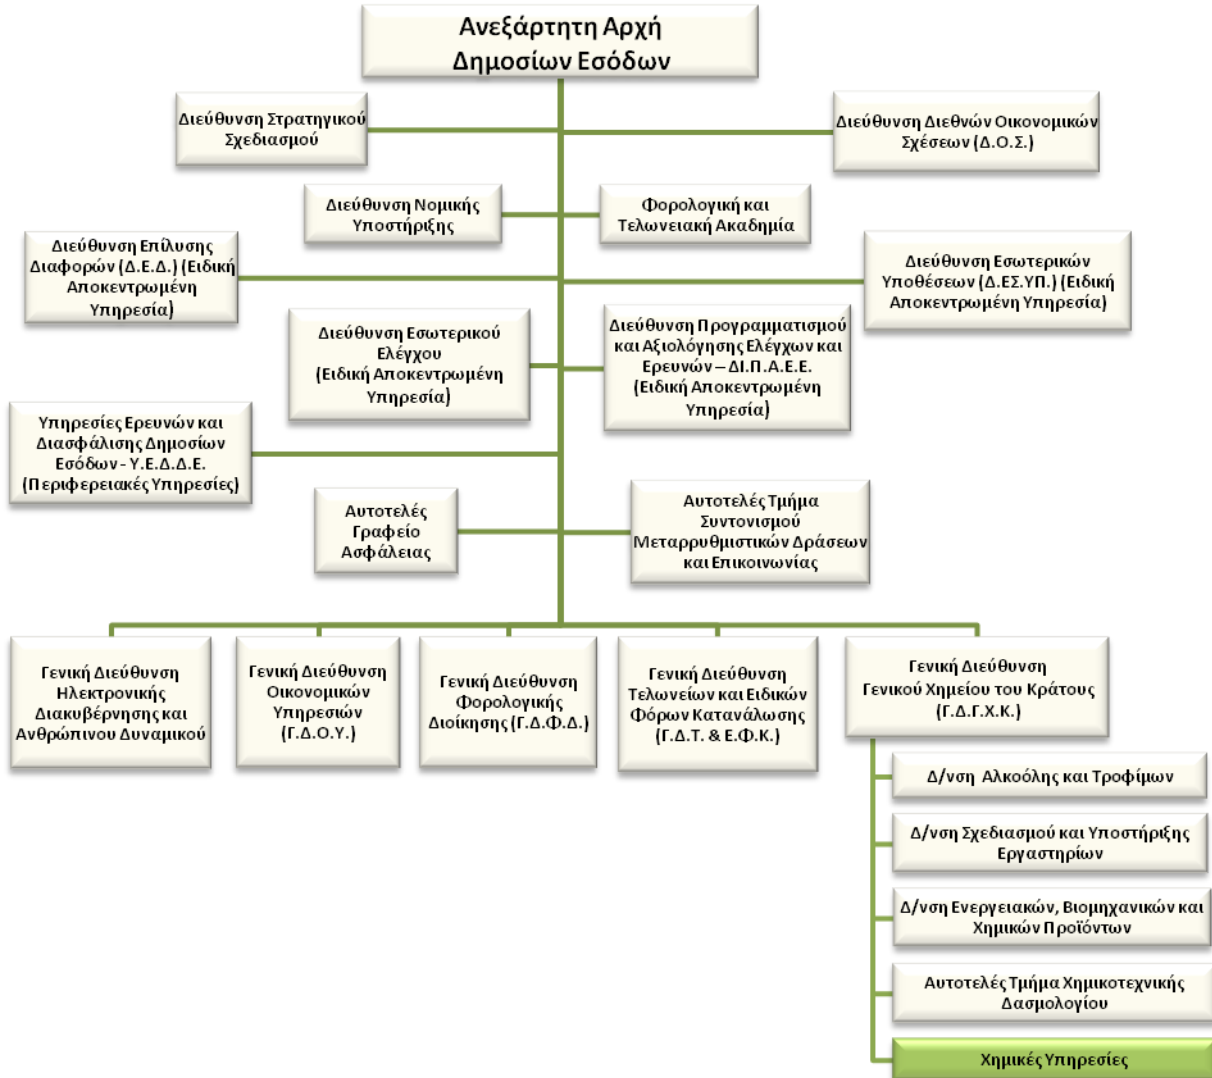 Ανεξάρτητη Αρχή
Δημοσίων Εσόδων
Διεύθυνση Στρατηγικού
Σχεδιασμού
Διεύθυνση Διεθνών Οικονομικών
Σχέσεων (Δ.Ο.Σ.)
Διεύθυνση Νομικής
Υποστήριξης
Φορολογική και
Τελωνειακή Ακαδημία
Διεύθυνση Επίλυσης
Διαφορών (Δ.Ε.Δ.) (Ειδική
Αποκεντρωμένη
Υπηρεσία)
Διεύθυνση Εσωτερικών
Υποθέσεων (Δ.ΕΣ.ΥΠ.) (Ειδική
Αποκεντρωμένη Υπηρεσία)
Διεύθυνση Εσωτερικού
Ελέγχου
(Ειδική Αποκεντρωμένη
Υπηρεσία)
Διεύθυνση Προγραμματισμού
και Αξιολόγησης Ελέγχων και
Ερευνών – ΔΙ.Π.Α.Ε.Ε.
(Ειδική Αποκεντρωμένη
Υπηρεσία)
Υπηρεσίες Ερευνών και
Διασφάλισης Δημοσίων
Εσόδων - Υ.Ε.Δ.Δ.Ε.
(Περιφερειακές Υπηρεσίες)
Αυτοτελές
Γραφείο
Ασφάλειας
Αυτοτελές Τμήμα
Συντονισμού
Μεταρρυθμιστικών Δράσεων
και Επικοινωνίας
Γενική Διεύθυνση
Ηλεκτρονικής
Διακυβέρνησης και
Ανθρώπινου Δυναμικού
Γενική Διεύθυνση
Οικονομικών
Υπηρεσιών
(Γ.Δ.Ο.Υ.)
Γενική Διεύθυνση
Φορολογικής
Διοίκησης (Γ.Δ.Φ.Δ.)
Γενική Διεύθυνση
Τελωνείων και Ειδικών
Φόρων Κατανάλωσης
(Γ.Δ.Τ. & Ε.Φ.Κ.)
Γενική Διεύθυνση
Γενικού Χημείου του Κράτους
(Γ.Δ.Γ.Χ.Κ.)
Δ/νση Αλκοόλης και Τροφίμων
Δ/νση Σχεδιασμού και Υποστήριξης
Εργαστηρίων
Δ/νση Ενεργειακών, Βιομηχανικών και
Χημικών Προϊόντων
Αυτοτελές Τμήμα Χημικοτεχνικής
Δασμολογίου
Χημικές Υπηρεσίες